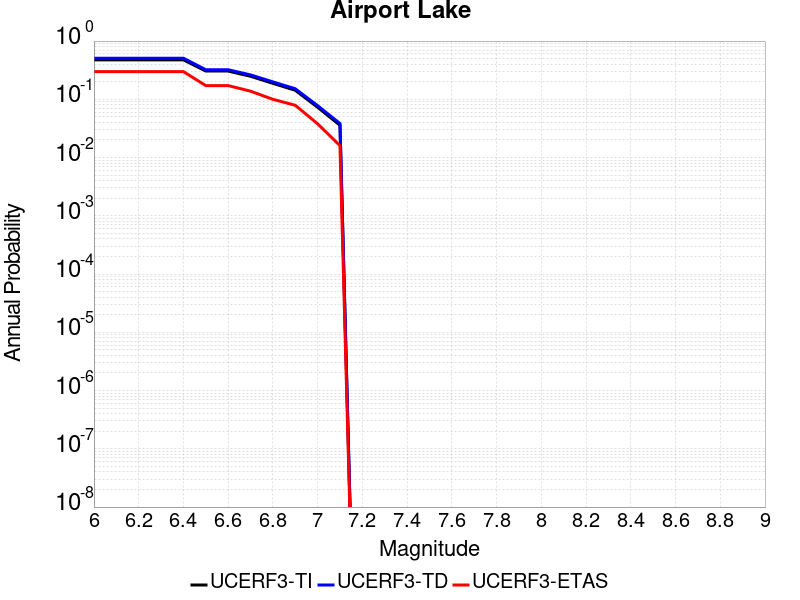 Airport Lake
10^0
10^-1
10^-2
10^-3
10^-4
10^-5
10^-6
10^-7
10^-8
Annual Probability
6 6.2 6.4 6.6 6.8 7 7.2 7.4 7.6 7.8 8 8.2 8.4 8.6 8.8 9
Magnitude
UCERF3-TI UCERF3-TD UCERF3-ETAS